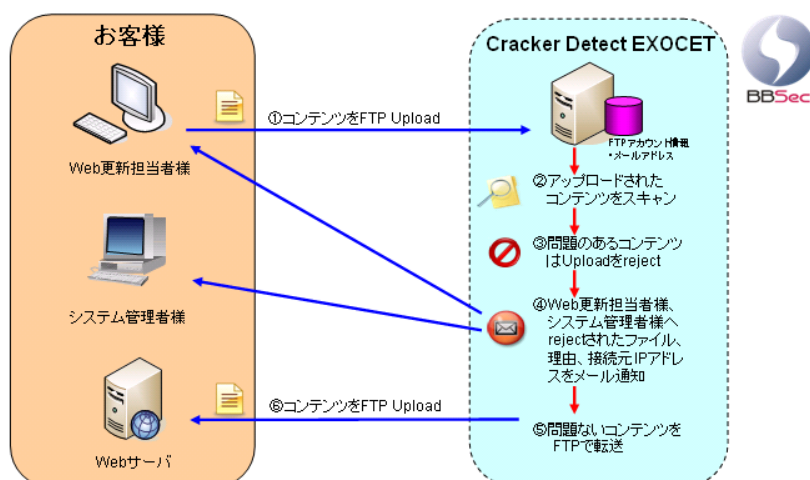 お客様
Cracker Detect EXOCET
BBSec
①コンテンツをFTP Upload
Web更新担当者様
FTPアカウント情報
・メールアドレス
②アップロードされた
コンテンツをスキャン
③問題のあるコンテンツ
はUploadをreject
システム管理者様
④Web更新担当者様、
システム管理者様へ
rejectされたファイル、
理由、接続元IPアドレ
スをメール通知
⑥コンテンツをFTP Upload
⑤問題ないコンテンツを
FTPで転送
Webサーバ